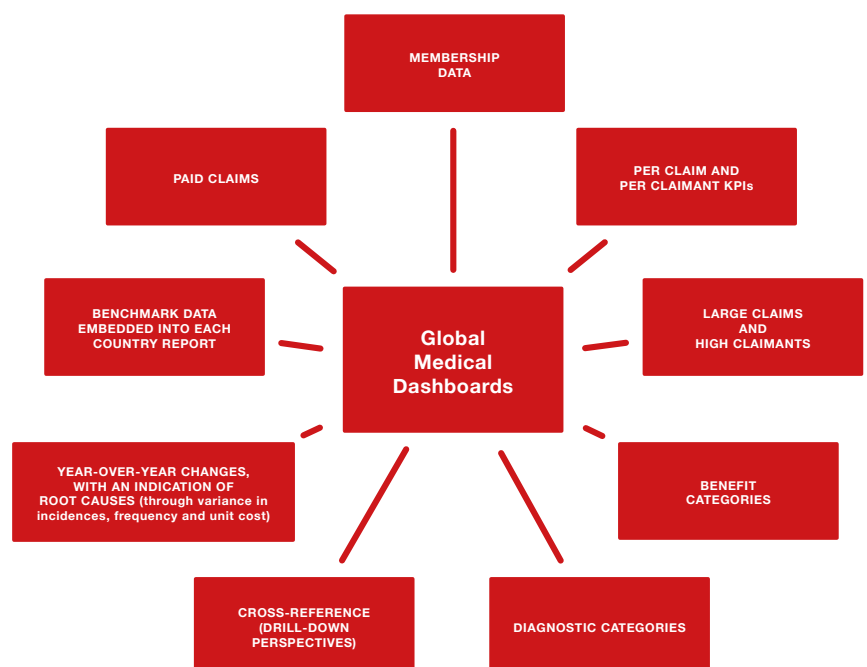 MEMBERSHIP
DATA
PAID CLAIMS
PER CLAIM AND
PER CLAIMANT KPIs
BENCHMARK DATA
EMBEDDED INTO EACH
COUNTRY REPORT
Global
Medical
Dashboards
LARGE CLAIMS
AND
HIGH CLAIMANTS
YEAR-OVER-YEAR CHANGES,
WITH AN INDICATION OF
ROOT CAUSES (through variance in
incidences, frequency and unit cost)
BENEFIT
CATEGORIES
CROSS-REFERENCE
(DRILL-DOWN
PERSPECTIVES)
DIAGNOSTIC CATEGORIES